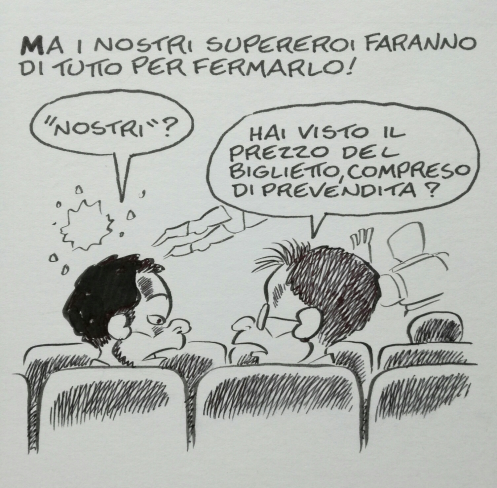 MA I NOSTRI SUPEREROI FARANNO
DI TUTTO PER FERMARLO!
"NOSTRI"?
HAI VISTO IL
PREZZO DEL
BIGLIETTO, COMPRESO
DI PREVENDITA?